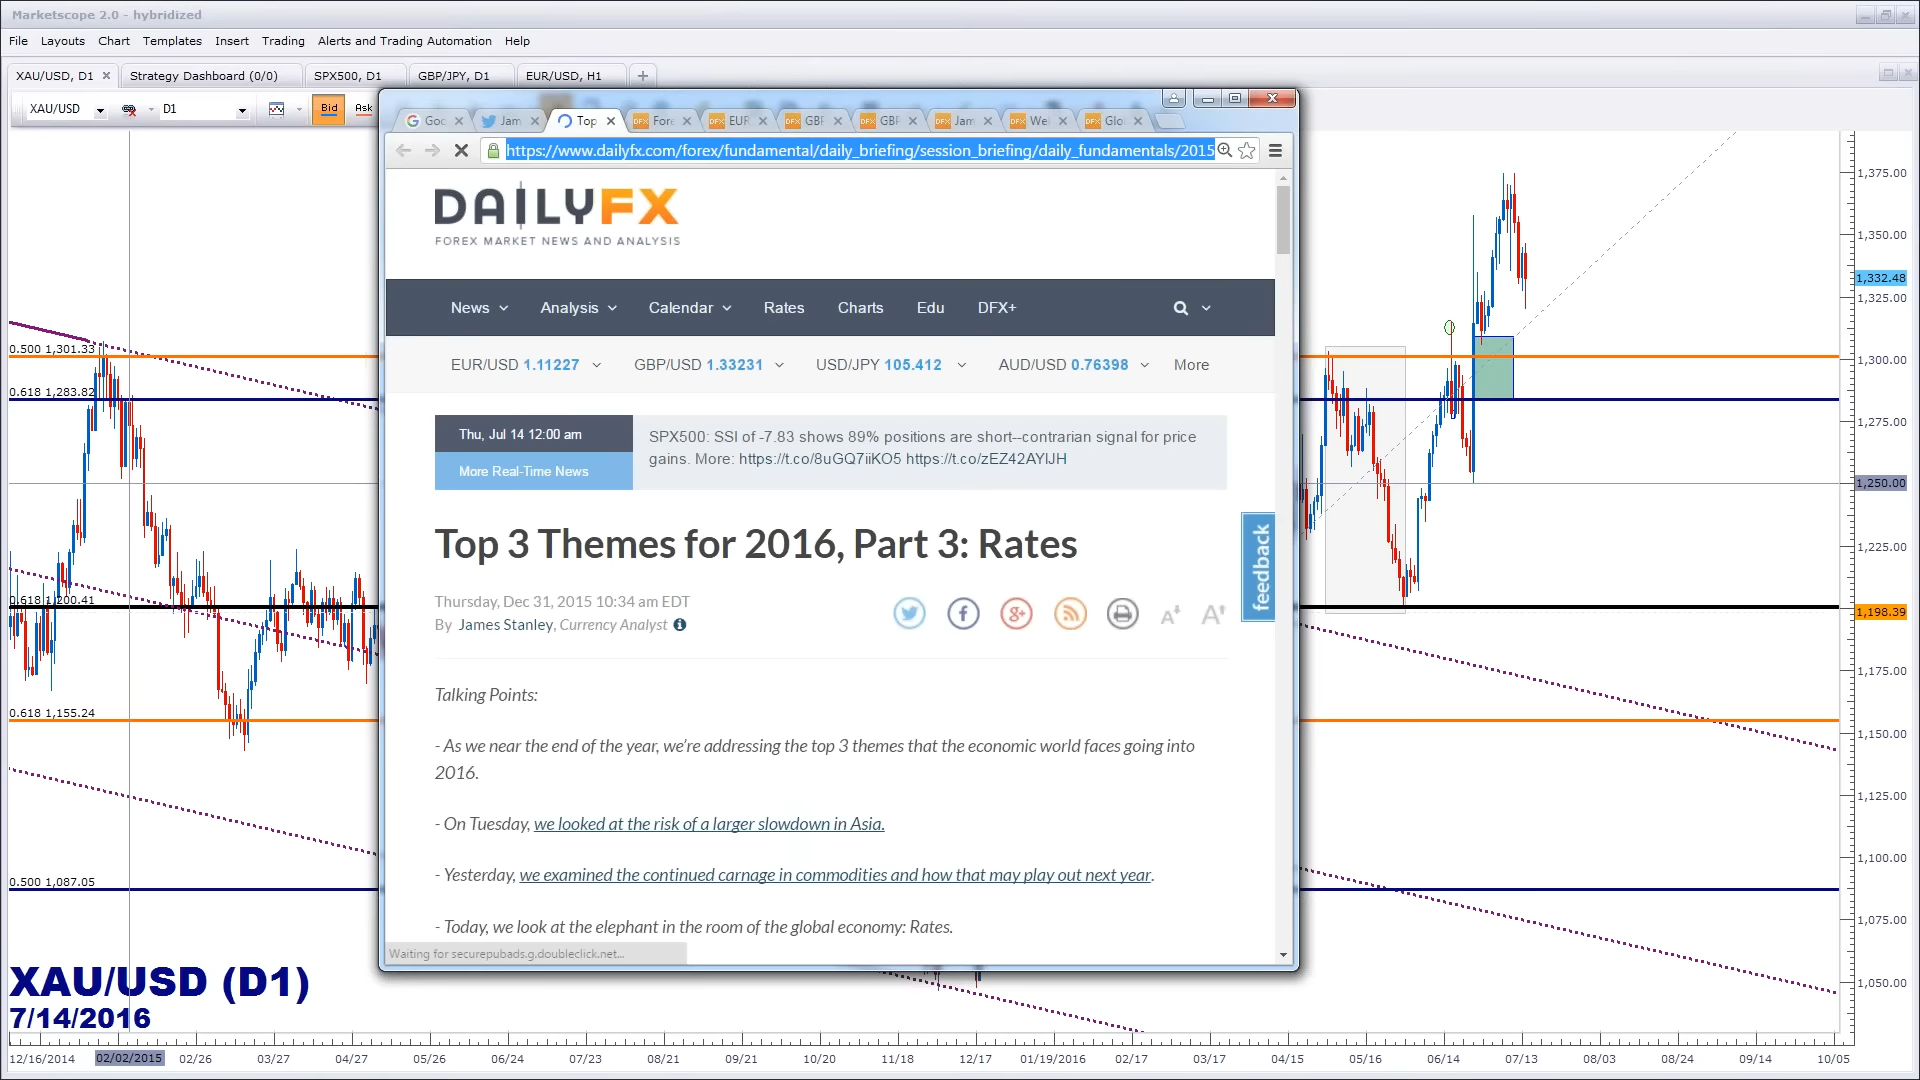 Marketscope 2.0 - hybridized
File Layouts Chart Templates Insert Trading Alerts and Trading Automation Help
XAU/USD, D1 Strategy Dashboard (0/0) SPX500, D1 GBP/JPY, D1 EUR/USD, H1
XAU/USD D1 Bid Ask
Goo Jam Top Fore EUR GBP GBP Jam We Glo
https://www.dailyfx.com/forex/fundamental/daily_briefing/session_briefing/daily_fundamentals/2015
DAILYFX
FOREX MARKET NEWS AND ANALYSIS
News Analysis Calendar Rates Charts Edu DFX+
EUR/USD 1.11227 GBP/USD 1.33231 USD/JPY 105.412 AUD/USD 0.76398 More
Thu, Jul 14 12:00 am
More Real-Time News
SPX500: SSI of -7.83 shows 89% positions are short--contrarian signal for price
gains. More: https://t.co/8uGQ7iiKO5 https://t.co/zEZ42AYIJH
Top 3 Themes for 2016, Part 3: Rates
Thursday, Dec 31, 2015 10:34 am EDT
By James Stanley, Currency Analyst
feedback
Talking Points:
- As we near the end of the year, we’re addressing the top 3 themes that the economic world faces going into
2016.
- On Tuesday, we looked at the risk of a larger slowdown in Asia.
- Yesterday, we examined the continued carnage in commodities and how that may play out next year.
- Today, we look at the elephant in the room of the global economy: Rates.
Waiting for securepubads.g.doubleclick.net...
0.500 1,301.33
0.618 1,283.82
0.618 1,200.41
0.618 1,155.24
0.500 1,087.05
1,375.00
1,350.00
1,332.48
1,325.00
1,300.00
1,275.00
1,250.00
1,225.00
1,198.39
1,175.00
1,150.00
1,125.00
1,100.00
1,075.00
1,050.00
XAU/USD (D1)
7/14/2016
12/16/2014 02/02/2015 02/26 03/27 04/27 05/26 06/24 07/23 08/21 09/21 10/20 11/18 12/17 01/19/2016 02/17 03/17 04/15 05/16 06/14 07/13 08/03 08/24 09/14 10/05